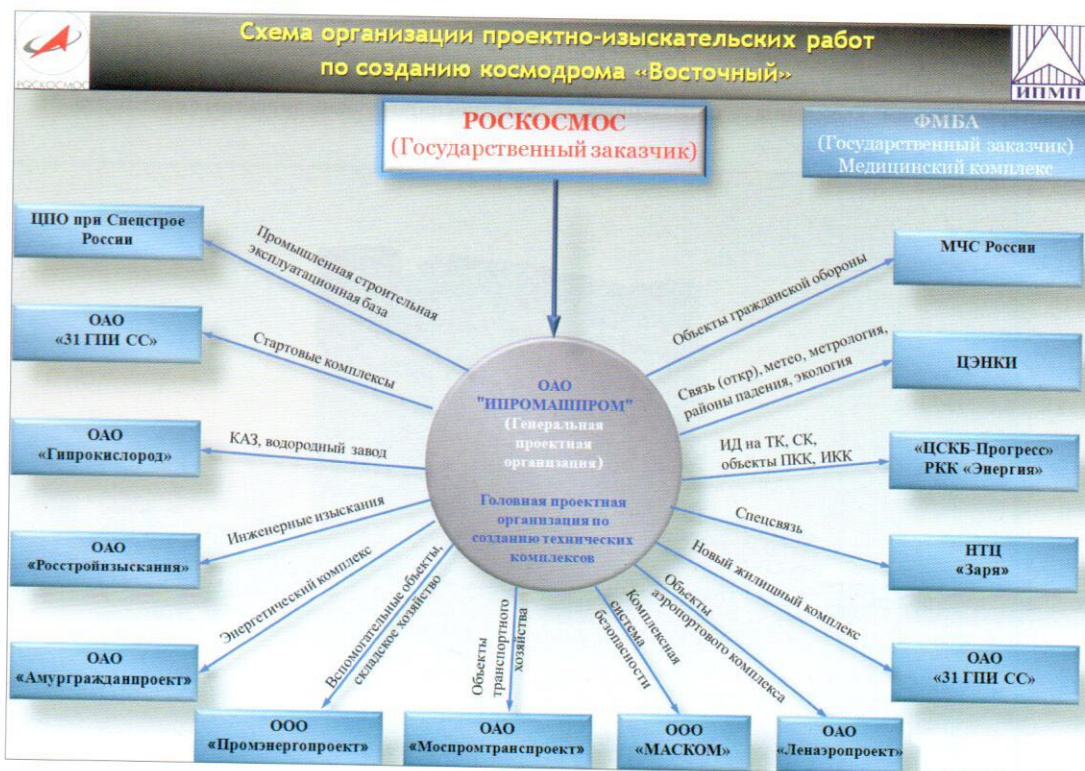 Схема организации проектно-изыскательских работ
по созданию космодрома «Восточный»
РОСКОСМОС
ИПМП
РОСКОСМОС
(Государственный заказчик)
ФМБА
(Государственный заказчик)
Медицинский комплекс
ЦПО при Спецстрое
России
Промышленная строительная
эксплуатационная база
ОАО
«31 ГПИ СС»
Стартовые комплексы
ОАО
«Гипрокислород»
КАЗ, водородный завод
ОАО
«Росстройизыскания»
Инженерные изыскания
ОАО
«Амургражданпроект»
Энергетический комплекс
ООО
«Промэнергопроект»
Вспомогательные объекты,
складское хозяйство
ОАО
«Моспромтранспроект»
Объекты
транспортного
хозяйства
ООО
«МАСКОМ»
Комплексная
система
безопасности
ОАО
«Ленаэропроект»
Объекты
аэропортового комплекса
ОАО
«31 ГПИ СС»
Новый жилищный комплекс
НТЦ
«Заря»
Спецсвязь
«ЦСКБ-Прогресс»
РКК «Энергия»
ИД на ТК, СК,
объекты ПКК, ИКК
ЦЭНКИ
Связь (откр), метео, метрология,
районы падения, экология
МЧС России
Объекты гражданской обороны
ОАО
"ИПРОМАШПРОМ"
(Генеральная
проектная
организация)
Головная проектная
организация по
созданию технических
комплексов